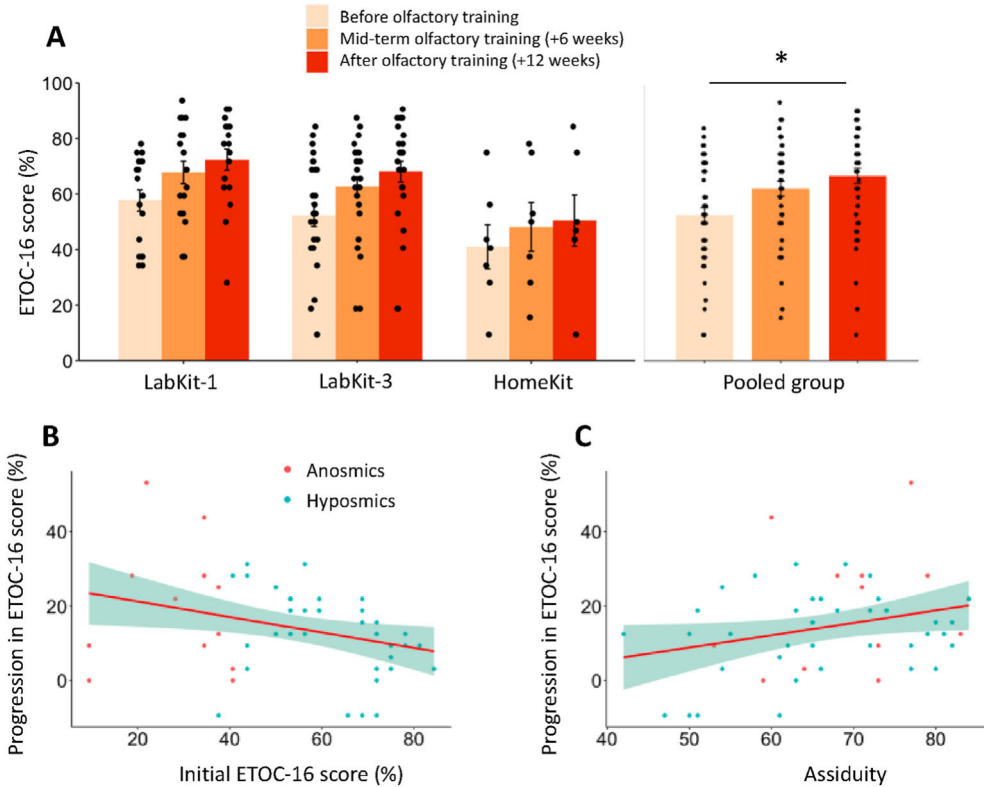 A
Before olfactory training
Mid-term olfactory training (+6 weeks)
After olfactory training (+12 weeks)
*
ETOC-16 score (%)
100
80
60
40
20
0
LabKit-1
LabKit-3
HomeKit
Pooled group
B
Anosmics
Hyposmics
Progression in ETOC-16 score (%)
40
20
0
20
40
60
80
Initial ETOC-16 score (%)
C
Progression in ETOC-16 score (%)
40
20
0
40
50
60
70
80
Assiduity